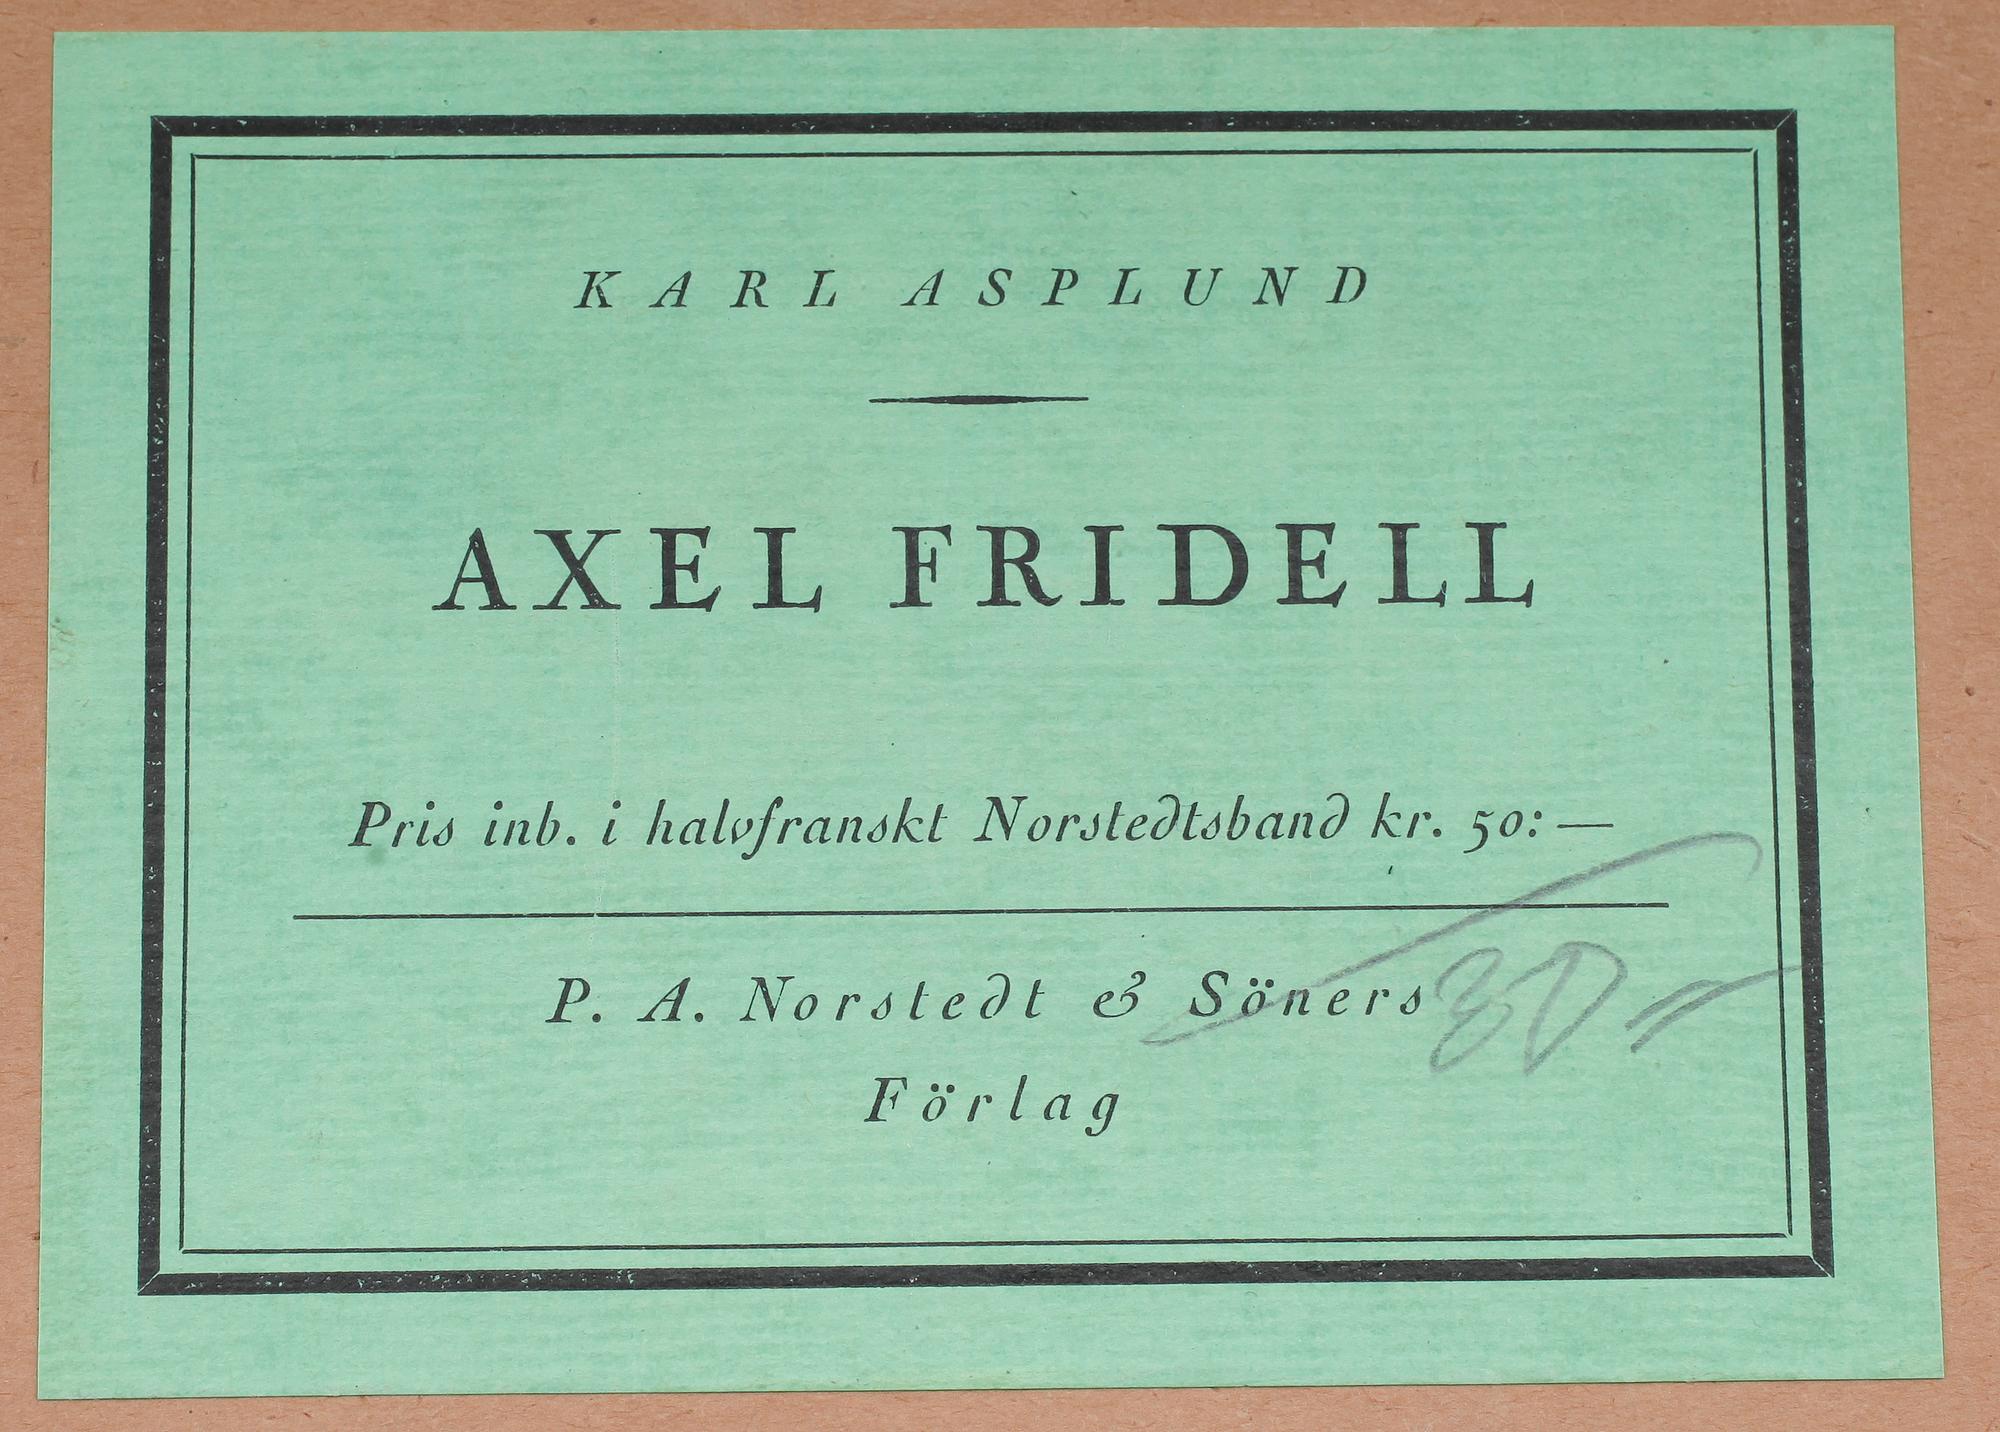 KARL ASPLUND
AXEL FRIDELL
Pris inb. i halvfranskt Norstedtsband kr. 50:—
P. A. Norstedt & Söners
Förlag